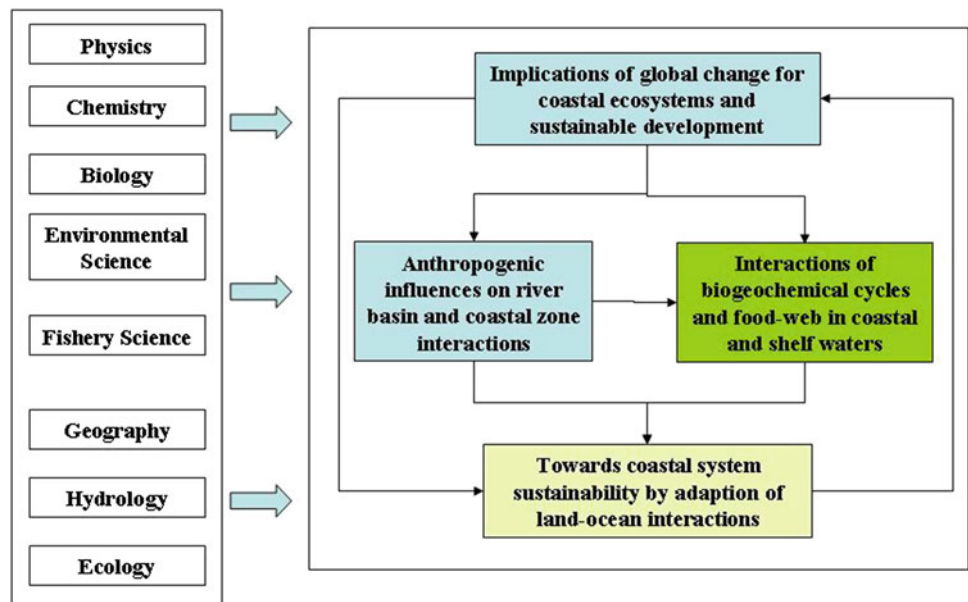 Physics
Chemistry
Biology
Environmental
Science
Fishery Science
Geography
Hydrology
Ecology
Implications of global change for
coastal ecosystems and
sustainable development
Anthropogenic
influences on river
basin and coastal zone
interactions
Interactions of
biogeochemical cycles
and food-web in coastal
and shelf waters
Towards coastal system
sustainability by adaption of
land-ocean interactions